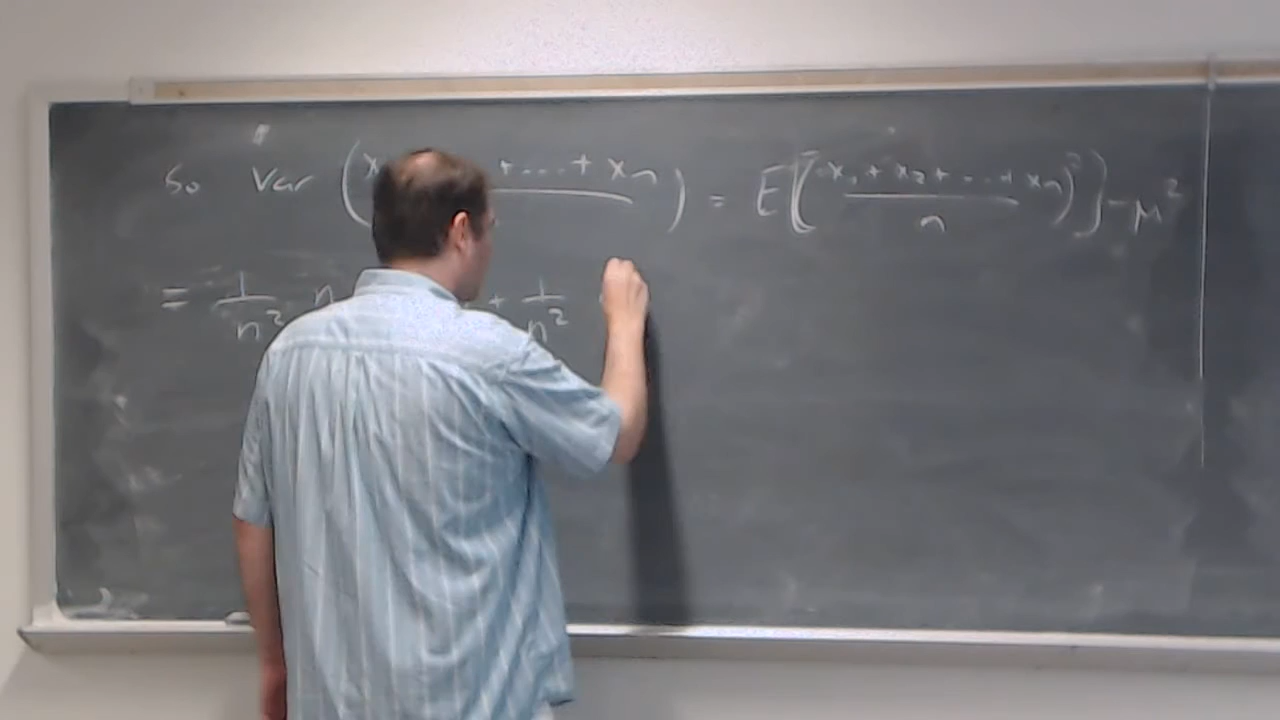 So Var (x + ... + xn) = E[(x1 + x2 + ... + xn / n)^2] - μ^2
= 1/n^2 n + 1/n^2